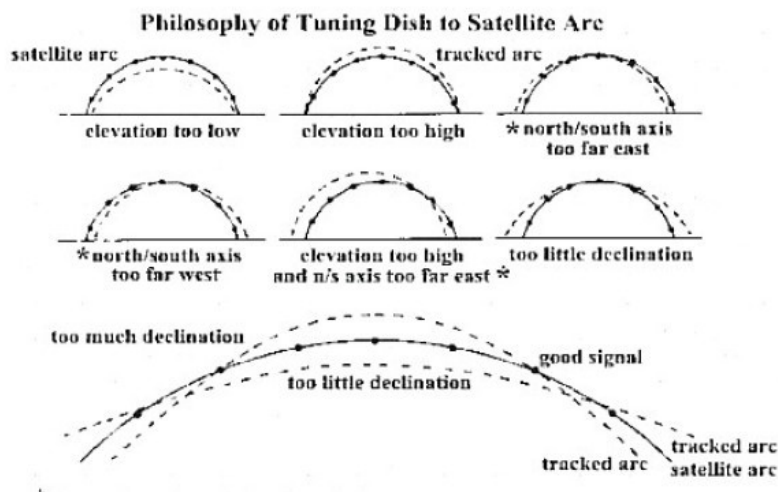 Philosophy of Tuning Dish to Satellite Arc
satellite arc
tracked arc
elevation too low
elevation too high
*north/south axis
too far east
*north/south axis
too far west
elevation too high
and n/s axis too far east *
too little declination
too much declination
good signal
too little declination
tracked arc
tracked arc
satellite arc